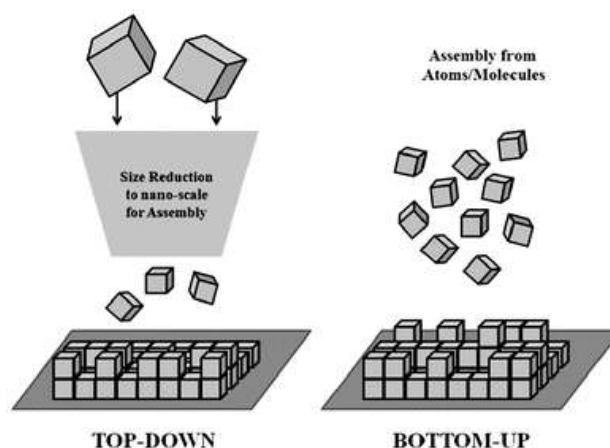 Assembly from
Atoms/Molecules
Size Reduction
to nano-scale
for Assembly
TOP-DOWN
BOTTOM-UP